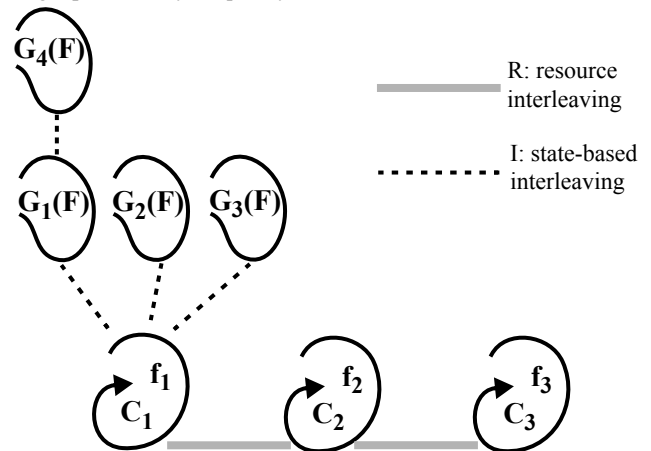 G4(F)
R: resource
interleaving
I: state-based
interleaving
G1(F) G2(F) G3(F)
f1 f2 f3
C1 C2 C3